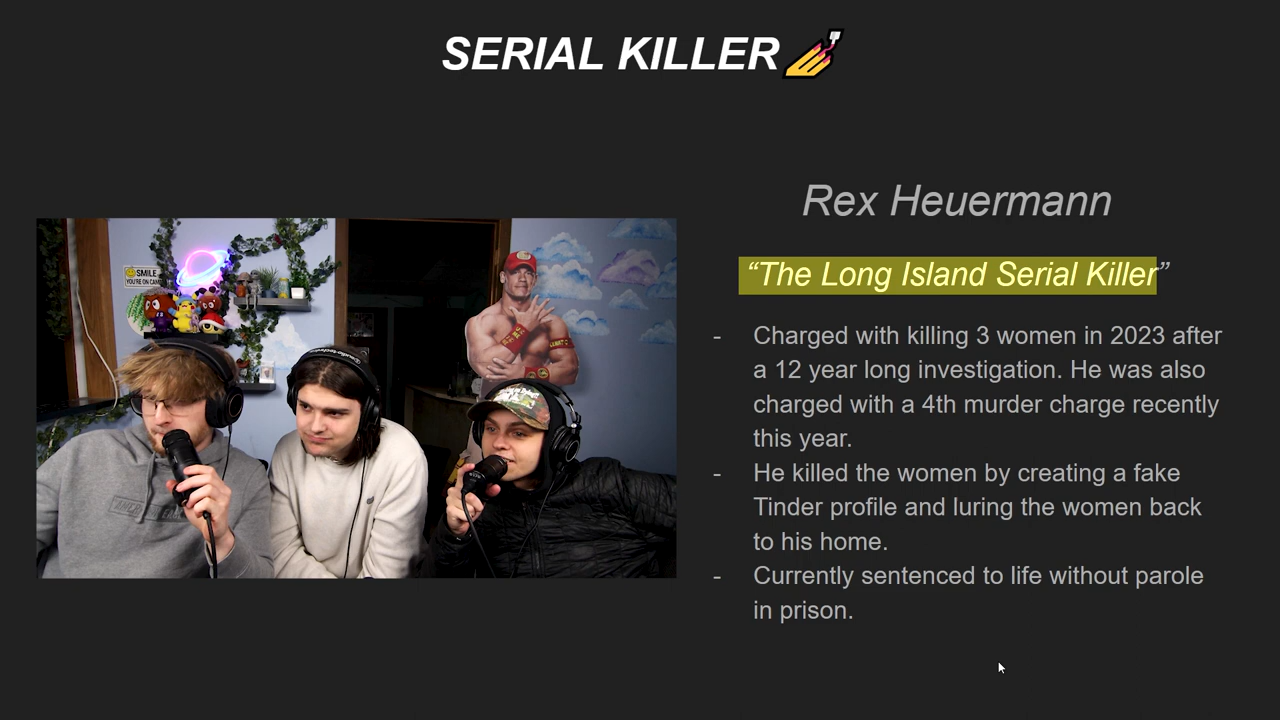 SERIAL KILLER💅
Rex Heuermann
“The Long Island Serial Killer”
- Charged with killing 3 women in 2023 after
a 12 year long investigation. He was also
charged with a 4th murder charge recently
this year.
- He killed the women by creating a fake
Tinder profile and luring the women back
to his home.
- Currently sentenced to life without parole
in prison.
SMILE
YOU'RE ON CAMERA